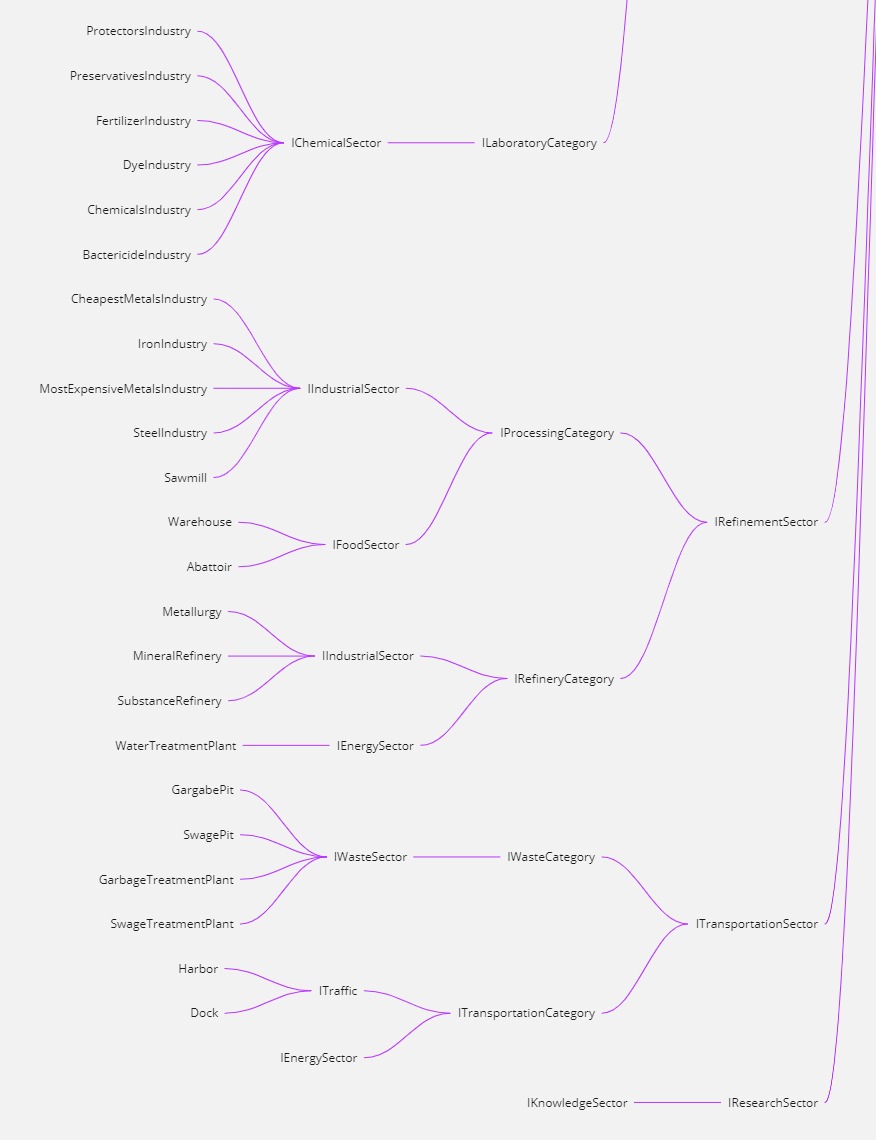 ProtectorsIndustry
PreservativesIndustry
FertilizerIndustry
IChemicalSector
ILaboratoryCategory
DyeIndustry
ChemicalsIndustry
BactericideIndustry
CheapestMetalsIndustry
IronIndustry
MostExpensiveMetalsIndustry
IIndustrialSector
SteelIndustry
IProcessingCategory
Sawmill
Warehouse
IRefinementSector
IFoodSector
Abattoir
Metallurgy
MineralRefinery
IIndustrialSector
IRefineryCategory
SubstanceRefinery
WaterTreatmentPlant
IEnergySector
GargabePit
SwagePit
IWasteSector
IWasteCategory
GarbageTreatmentPlant
SwageTreatmentPlant
ITransportationSector
Harbor
ITraffic
Dock
ITransportationCategory
IEnergySector
IKnowledgeSector
IResearchSector